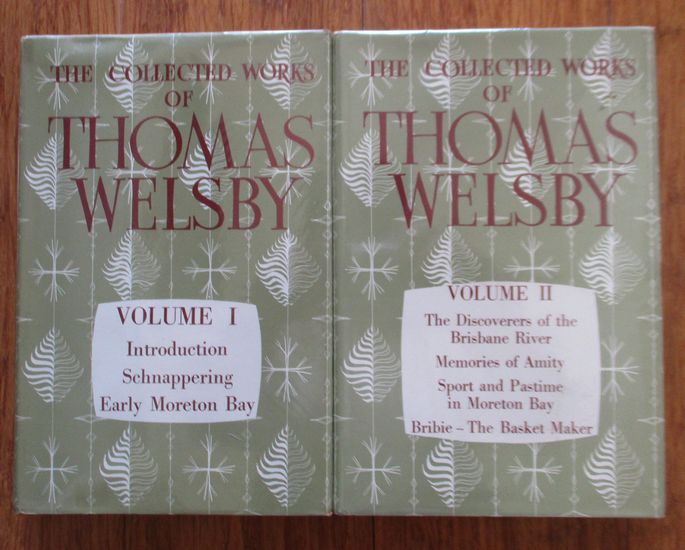 THE COLLECTED WORKS
OF
THOMAS
WELSBY
VOLUME I
Introduction
Schnappering
Early Moreton Bay
THE COLLECTED WORKS
OF
THOMAS
WELSBY
VOLUME II
The Discoverers of the
Brisbane River
Memories of Amity
Sport and Pastime
in Moreton Bay
Bribie – The Basket Maker